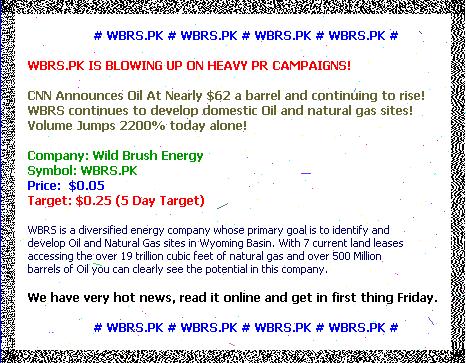 # WBRS.PK # WBRS.PK # WBRS.PK # WBRS.PK #
WBRS.PK IS BLOWING UP ON HEAVY PR CAMPAIGNS!
CNN Announces Oil At Nearly $62 a barrel and continuing to rise!
WBRS continues to develop domestic Oil and natural gas sites!
Volume Jumps 2200% today alone!
Company: Wild Brush Energy
Symbol: WBRS.PK
Price: $0.05
Target: $0.25 (5 Day Target)
WBRS is a diversified energy company whose primary goal is to identify and
develop Oil and Natural Gas sites in Wyoming Basin. With 7 current land leases
accessing the over 19 trillion cubic feet of natural gas and over 500 Million
barrels of Oil you can clearly see the potential in this company.
We have very hot news, read it online and get in first thing Friday.
# WBRS.PK # WBRS.PK # WBRS.PK # WBRS.PK #